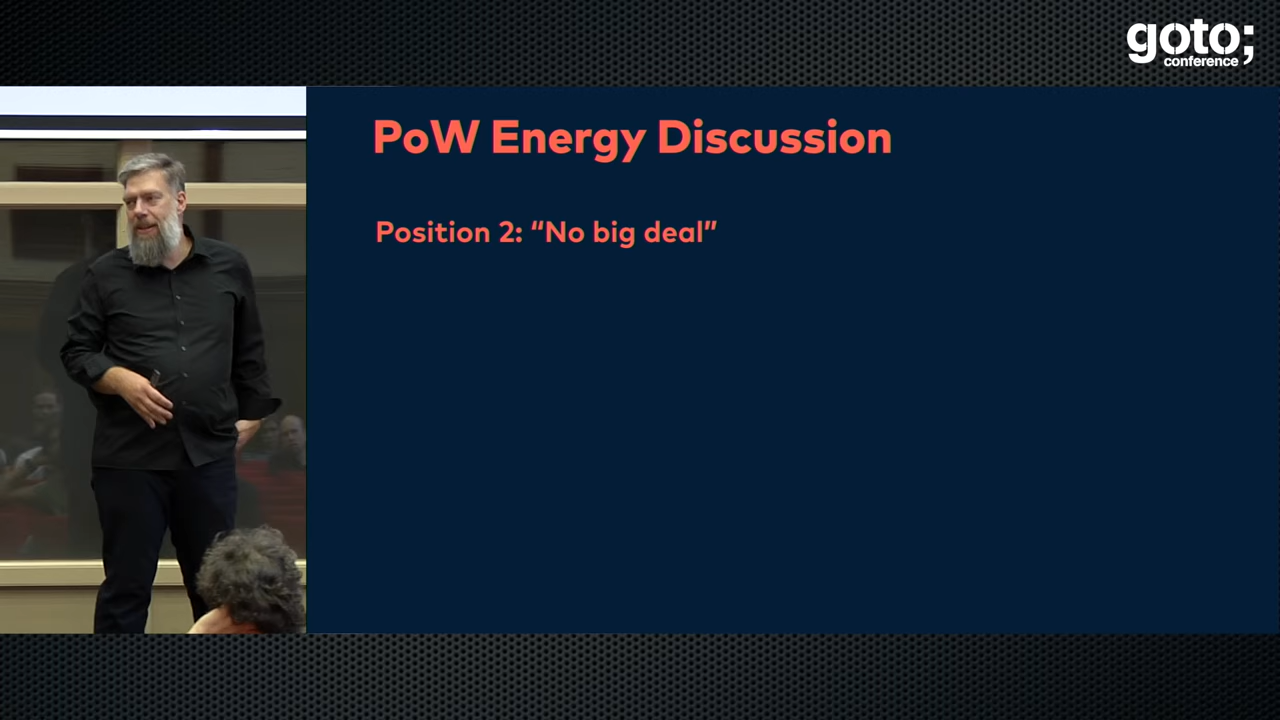 goto;
conference
PoW Energy Discussion
Position 2: “No big deal”